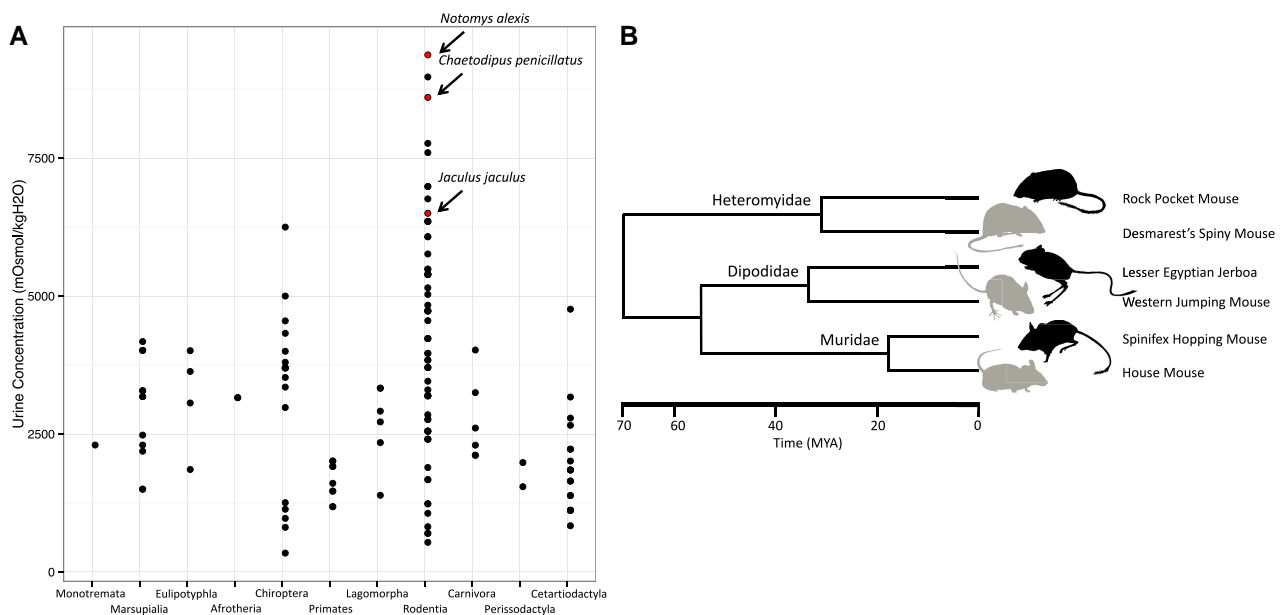 A
Notomys alexis
Chaetodipus penicillatus
Jaculus jaculus
7500
5000
2500
0
Urine Concentration (mOsmol/kgH2O)
Monotremata
Marsupialia
Eulipotyphla
Afrotheria
Chiroptera
Primates
Lagomorpha
Rodentia
Carnivora
Perissodactyla
Cetartiodactyla
B
Heteromyidae
Dipodidae
Muridae
Rock Pocket Mouse
Desmarest's Spiny Mouse
Lesser Egyptian Jerboa
Western Jumping Mouse
Spinifex Hopping Mouse
House Mouse
70 60 40 20 0
Time (MYA)